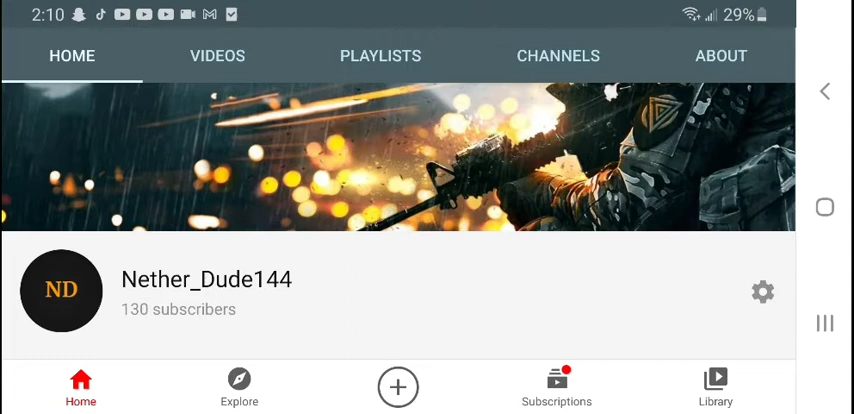 2:10 29%
HOME VIDEOS PLAYLISTS CHANNELS ABOUT
ND
Nether_Dude144
130 subscribers
Home Explore Subscriptions Library